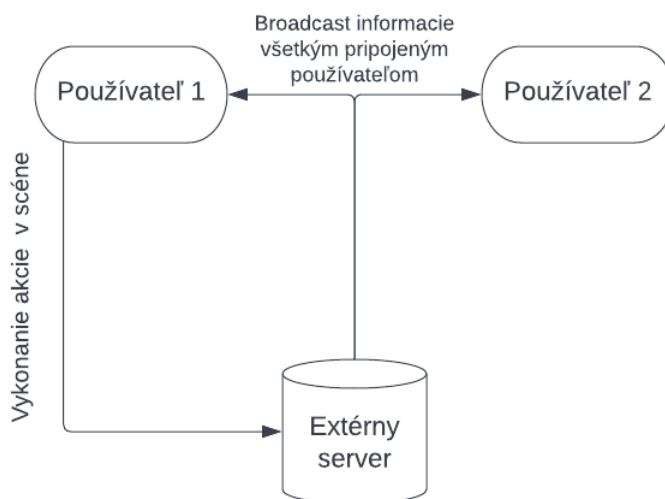 Broadcast informacie
všetkým pripojeným
používateľom
Používateľ 1
Používateľ 2
Vykonanie akcie v scéne
Extérny
server